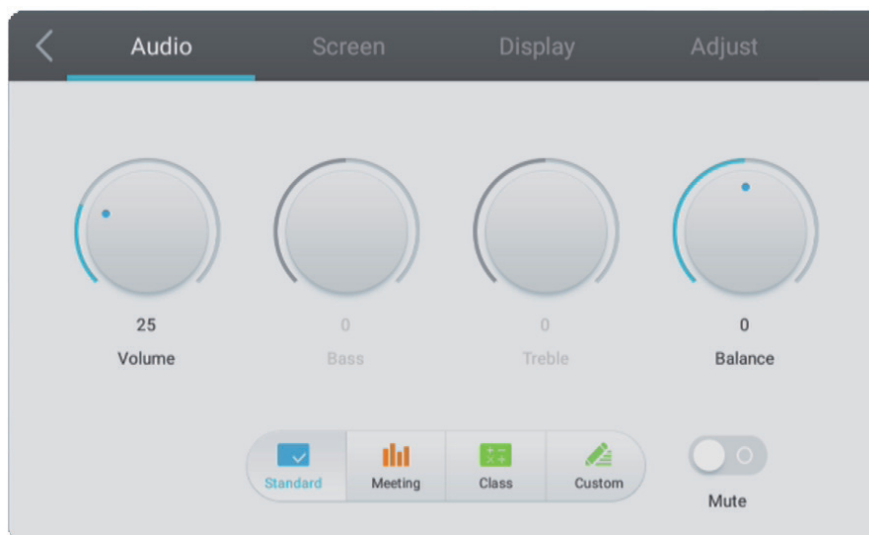 Audio Screen Display Adjust
25 0 0 0
Volume Bass Treble Balance
Standard Meeting Class Custom
Mute